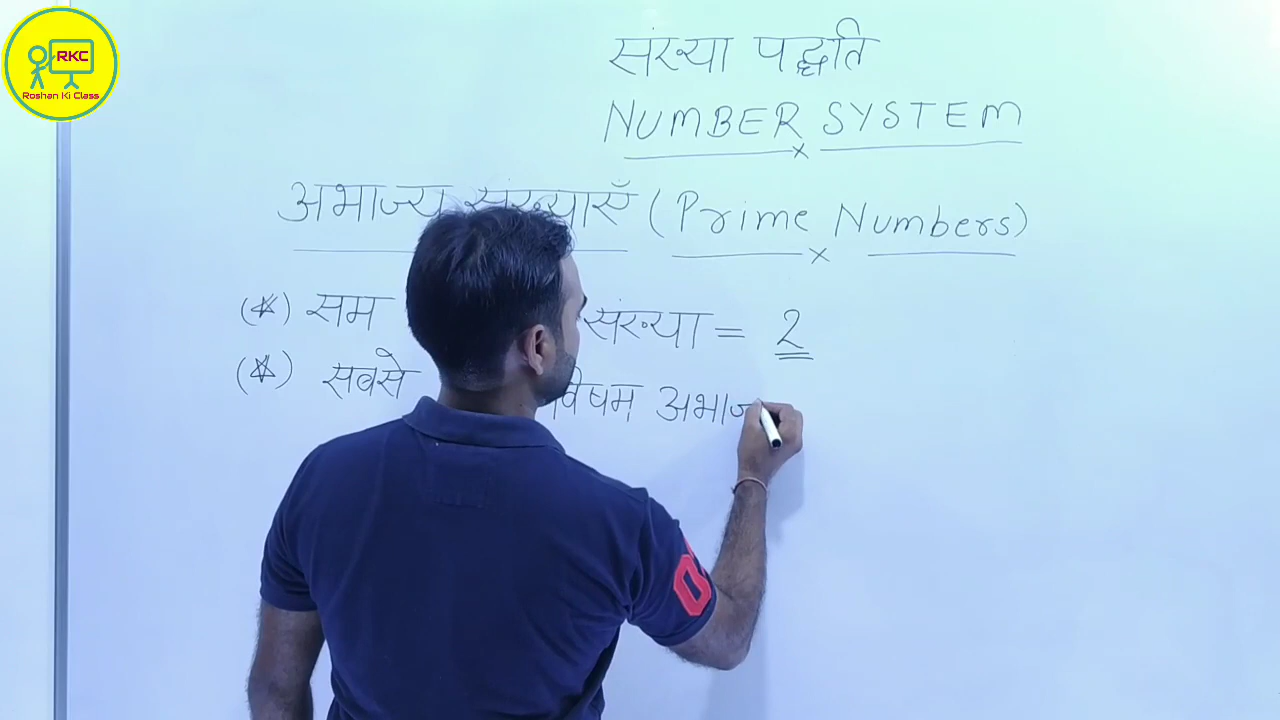 RKC
Roshan Ki Class
संख्या पद्धति
NUMBER SYSTEM
अभाज्य संख्याएँ (Prime Numbers)
(★) सम संख्या = 2
(★) सबसे विषम अभाज